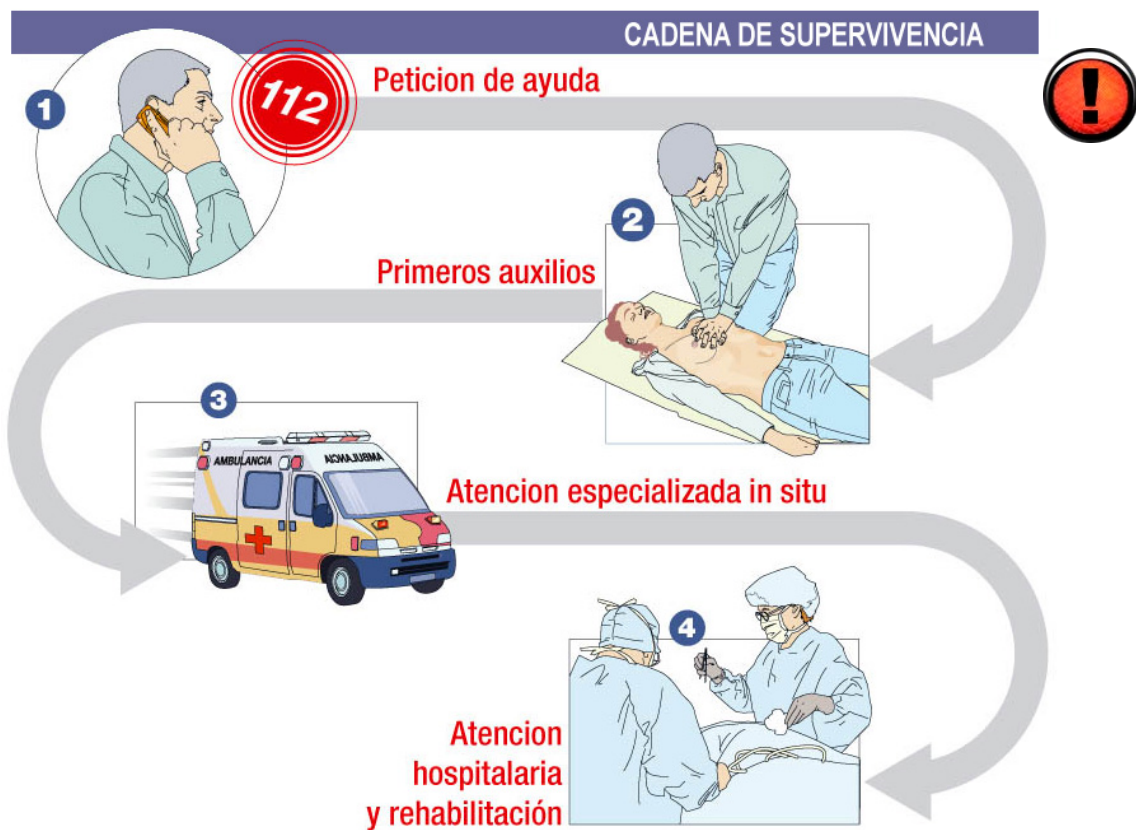 CADENA DE SUPERVIVENCIA
1
112
Peticion de ayuda
!
2
Primeros auxilios
3
AMBULANCIA
AMBULANCIA
Atencion especializada in situ
4
Atencion
hospitalaria
y rehabilitación